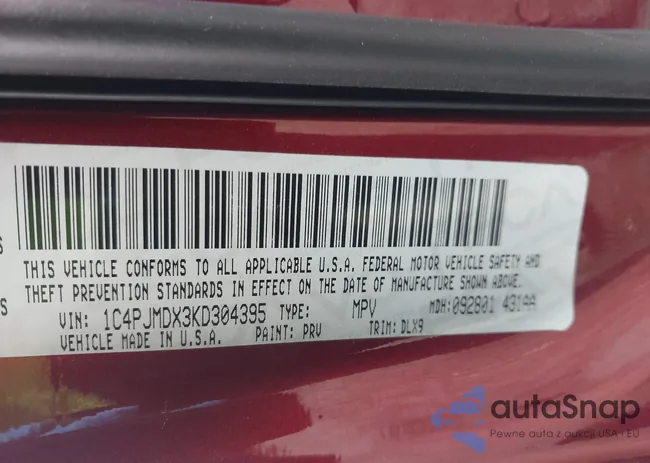 S
THIS VEHICLE CONFORMS TO ALL APPLICABLE U.S.A. FEDERAL MOTOR VEHICLE SAFETY AND
THEFT PREVENTION STANDARDS IN EFFECT ON THE DATE OF MANUFACTURE SHOWN ABOVE.
VIN: 1C4PJMDX3KD304395 TYPE: MPV MDH:092801 431AA
VEHICLE MADE IN U.S.A. PAINT: PRV TRIM: DLX9
autaSnap
Pewne auta z aukcji USA i EU